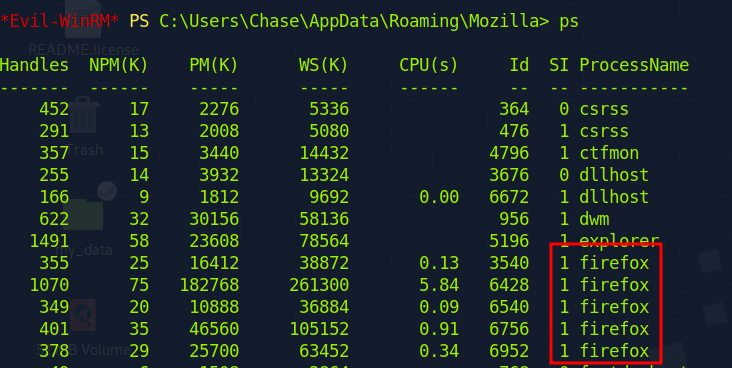 *Evil-WinRM* PS C:\Users\Chase\AppData\Roaming\Mozilla> ps
README.license
Handles NPM(K) PM(K) WS(K) CPU(s) Id SI ProcessName
------- ------ ----- ----- ------ -- -- -----------
452 17 2276 5336 364 0 csrss
291 13 2008 5080 476 1 csrss
357 15 3440 14432 4796 1 ctfmon
Trash
255 14 3932 13324 3676 0 dllhost
166 9 1812 9692 0.00 6672 1 dllhost
622 32 30156 58136 956 1 dwm
1491 58 23608 78564 5196 1 explorer
my_data
355 25 16412 38872 0.13 3540 1 firefox
1070 75 182768 261300 5.84 6428 1 firefox
349 20 10888 36884 0.09 6540 1 firefox
401 35 46560 105152 0.91 6756 1 firefox
378 29 25700 63452 0.34 6952 1 firefox
Volume